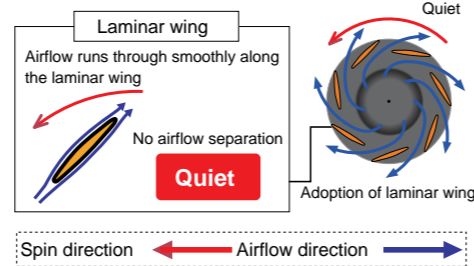 Laminar wing
Airflow runs through smoothly along
the laminar wing
No airflow separation
Quiet
Quiet
Adoption of laminar wing
Spin direction
Airflow direction